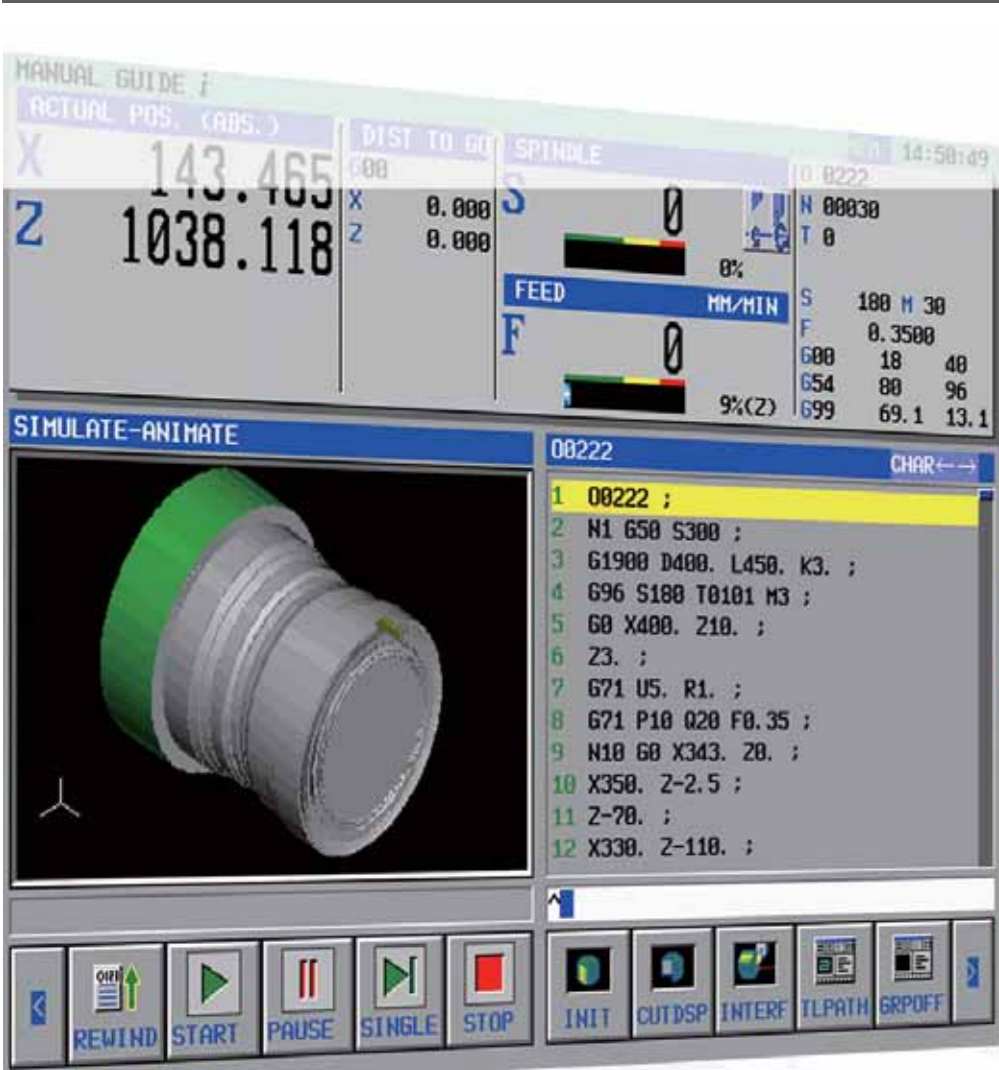 MANUAL GUIDE i
ACTUAL POS. (ABS.)
X 143.465
Z 1038.118
DIST TO GO
G00
X 0.000
Z 0.000
SPINDLE
S 0
0%
FEED MM/MIN
F 0
9%(Z)
14:50:49
O 0222
N 00030
T 0
S 180 M 30
F 0.3500
G00 18 40
G54 80 96
G99 69.1 13.1
SIMULATE-ANIMATE
O0222 CHAR←→
1 O0222 ;
2 N1 G50 S300 ;
3 G1900 D400. L450. K3. ;
4 G96 S180 T0101 M3 ;
5 G0 X400. Z10. ;
6 Z3. ;
7 G71 U5. R1. ;
8 G71 P10 Q20 F0.35 ;
9 N10 G0 X343. Z0. ;
10 X350. Z-2.5 ;
11 Z-70. ;
12 X330. Z-110. ;
^
< REWIND START PAUSE SINGLE STOP INIT CUTDSP INTERF TLPATH GRPOFF >